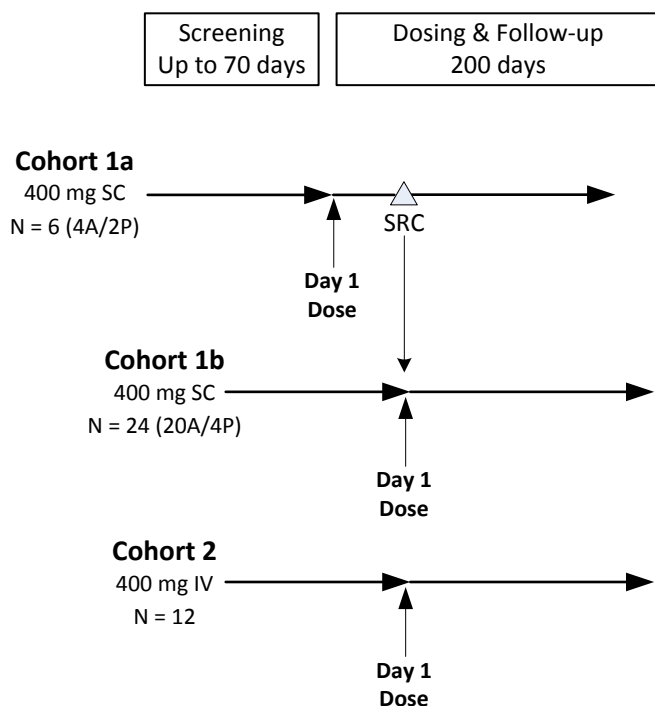 Screening
Up to 70 days
Dosing & Follow-up
200 days
Cohort 1a
400 mg SC
N = 6 (4A/2P)
SRC
Day 1
Dose
Cohort 1b
400 mg SC
N = 24 (20A/4P)
Day 1
Dose
Cohort 2
400 mg IV
N = 12
Day 1
Dose